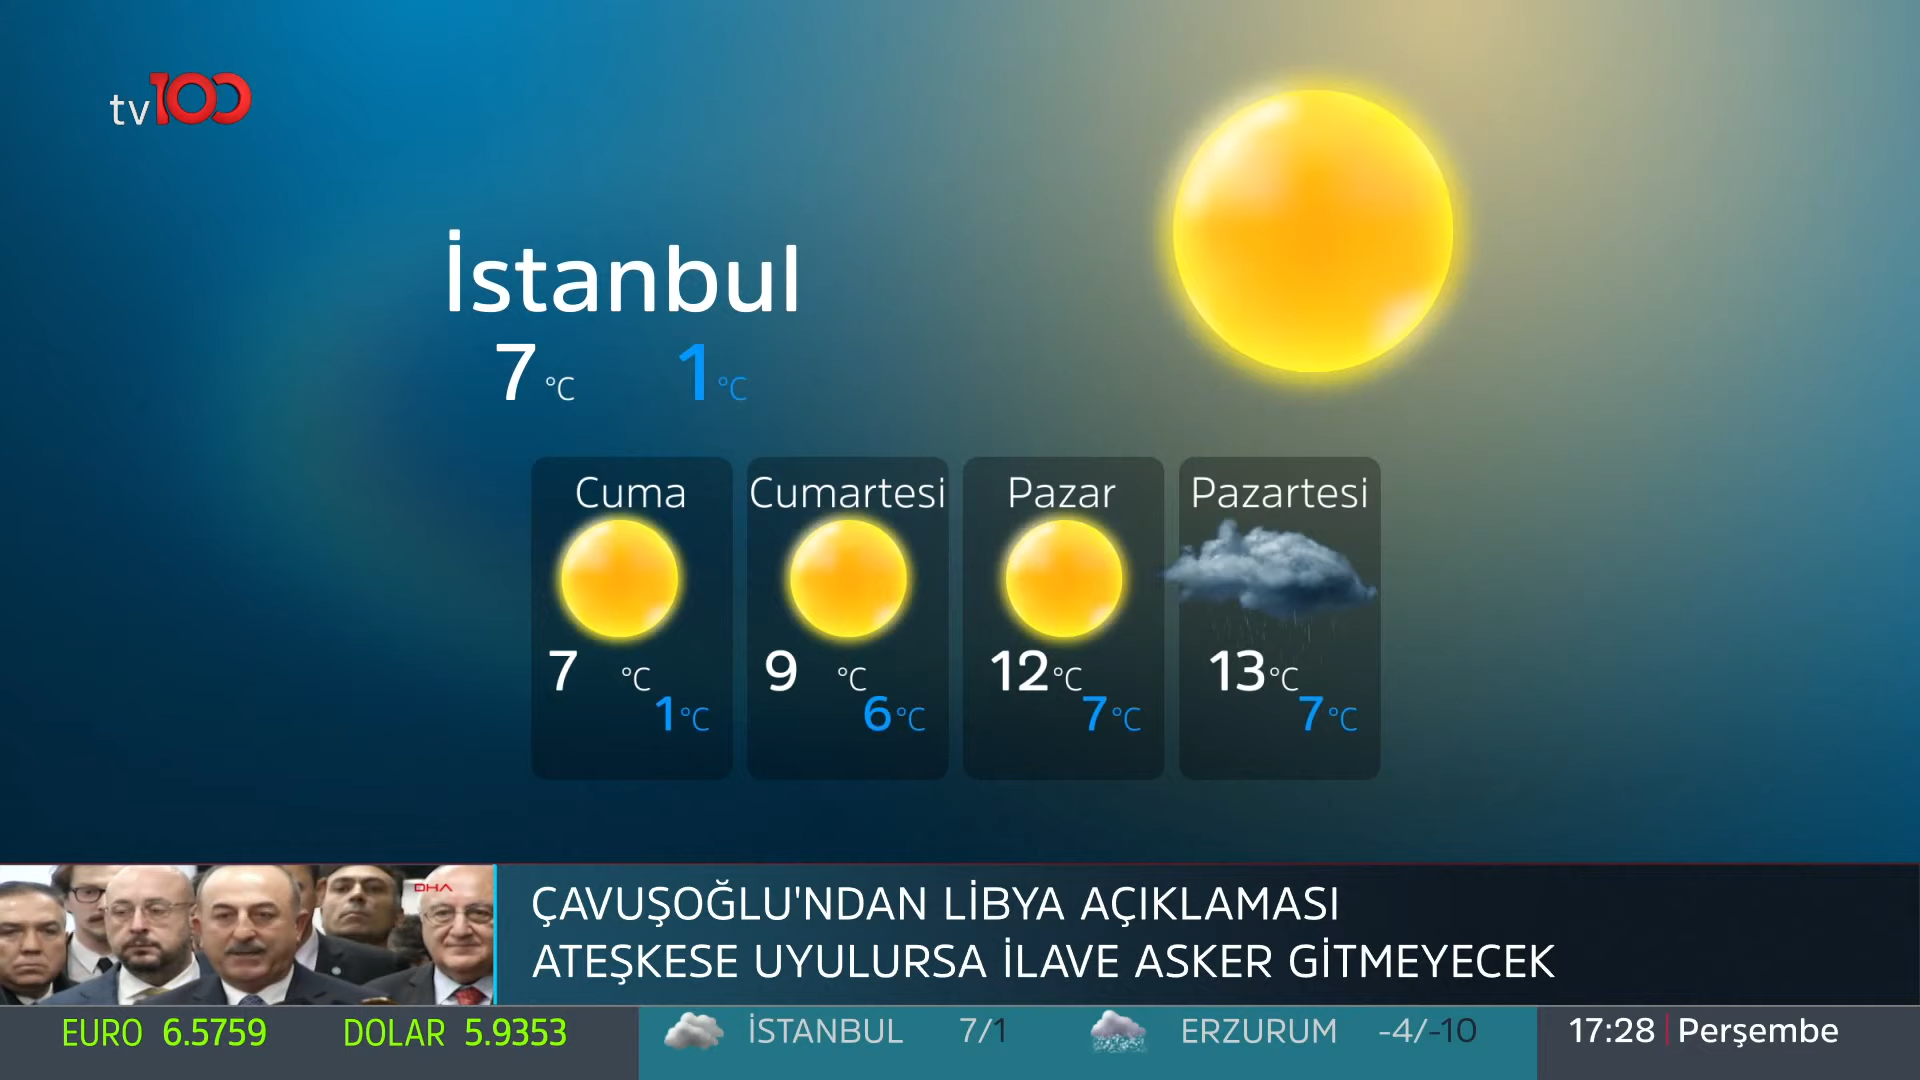 tv100
İstanbul
7 °C 1 °C
Cuma
7 °C
1 °C
Cumartesi
9 °C
6 °C
Pazar
12 °C
7 °C
Pazartesi
13 °C
7 °C
DHA
ÇAVUŞOĞLU'NDAN LİBYA AÇIKLAMASI
ATEŞKESE UYULURSA İLAVE ASKER GİTMEYECEK
EURO 6.5759 DOLAR 5.9353 İSTANBUL 7/1 ERZURUM -4/-10 17:28 Perşembe